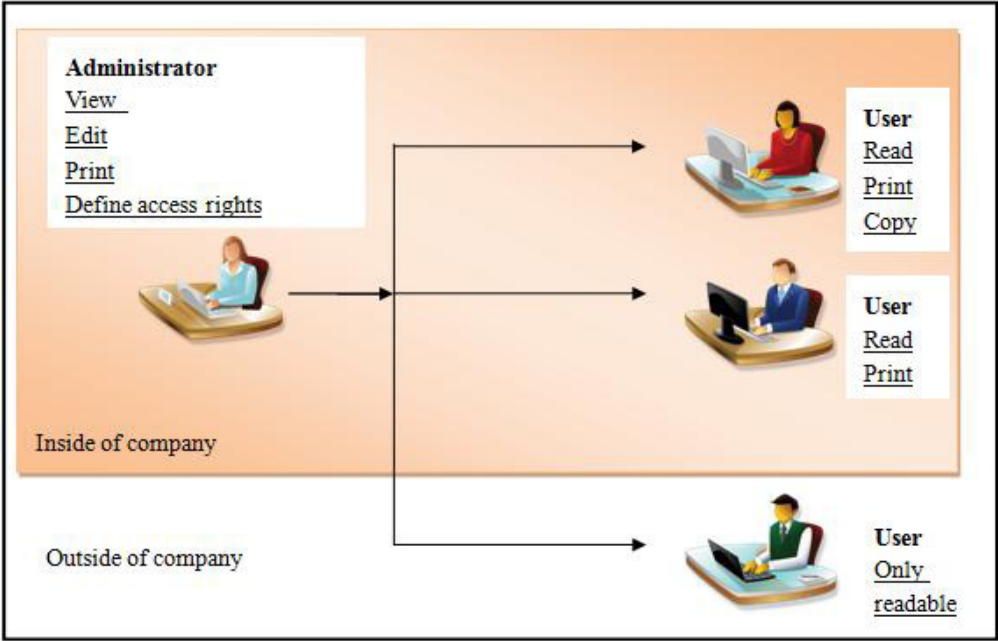 Administrator
View
Edit
Print
Define access rights
User
Read
Print
Copy
User
Read
Print
Inside of company
Outside of company
User
Only
readable